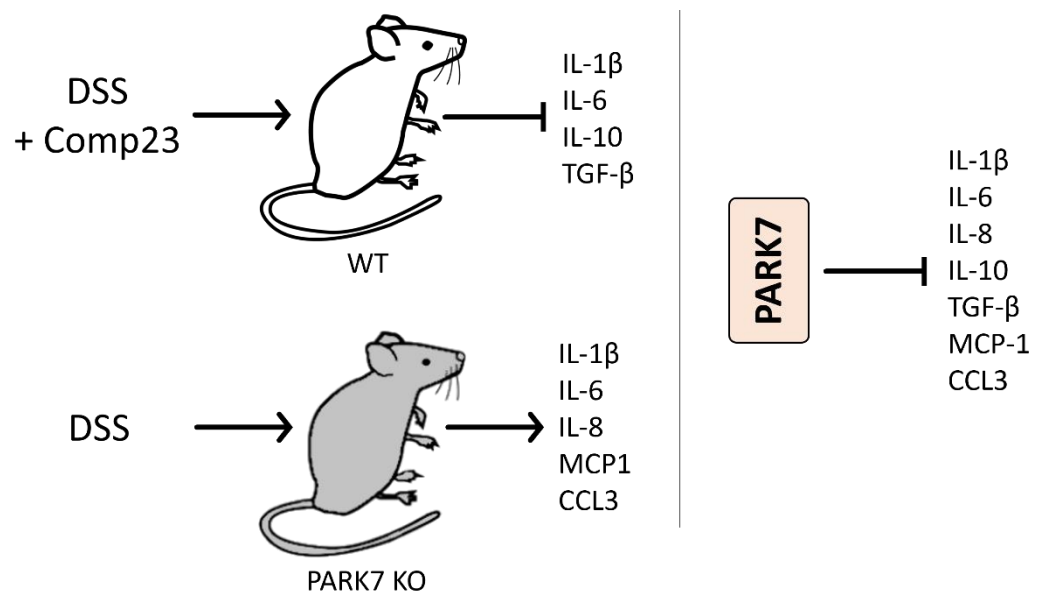 DSS
+ Comp23
WT
IL-1β
IL-6
IL-10
TGF-β
DSS
PARK7 KO
IL-1β
IL-6
IL-8
MCP1
CCL3
PARK7
IL-1β
IL-6
IL-8
IL-10
TGF-β
MCP-1
CCL3